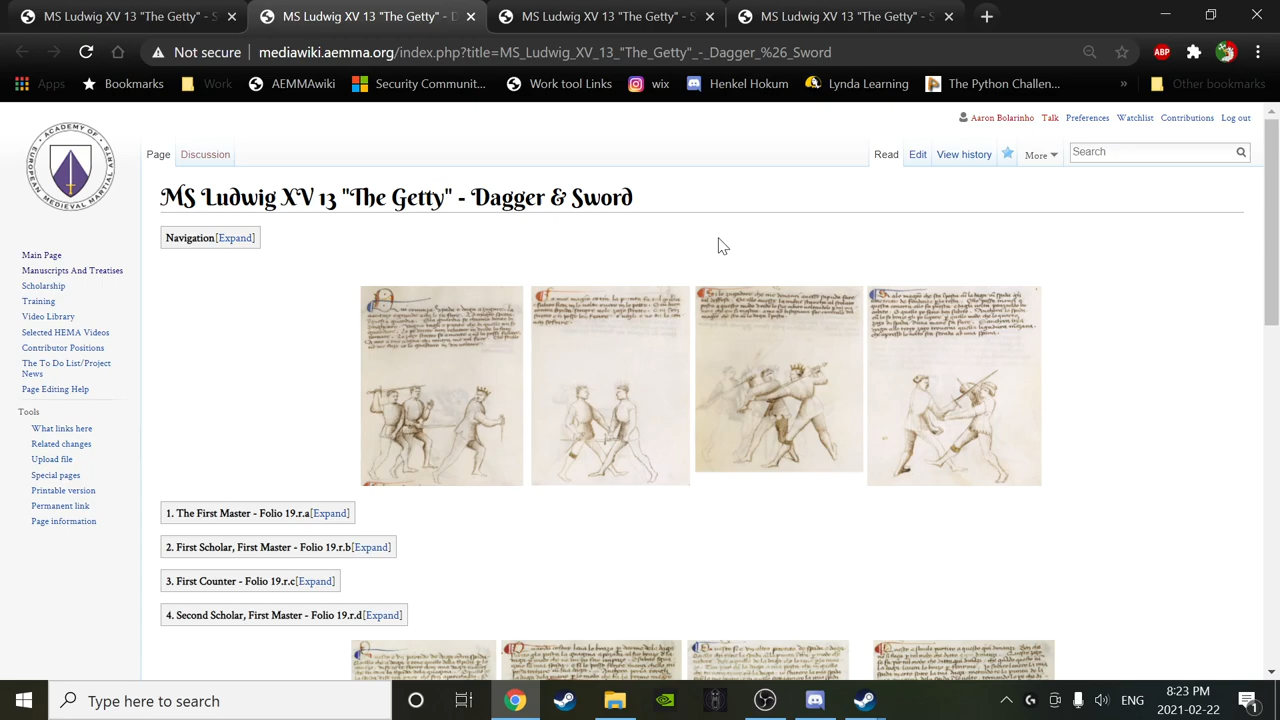 MS Ludwig XV 13 "The Getty" - S
MS Ludwig XV 13 "The Getty" - D
MS Ludwig XV 13 "The Getty" - S
MS Ludwig XV 13 "The Getty" - S
Not secure
mediawiki.aemma.org/index.php?title=MS_Ludwig_XV_13_"The_Getty"_-_Dagger_%26_Sword
ABP
Apps
Bookmarks
Work
AEMMAwiki
Security Communit...
Work tool Links
wix
Henkel Hokum
Lynda Learning
The Python Challen...
»
Other bookmarks
ACADEMY OF EUROPEAN MEDIEVAL MARTIAL ARTS
Aaron Bolarinho Talk Preferences Watchlist Contributions Log out
Page Discussion
Read Edit View history More Search
MS Ludwig XV 13 "The Getty" - Dagger & Sword
Navigation[Expand]
Main Page
Manuscripts And Treatises
Scholarship
Training
Video Library
Selected HEMA Videos
Contributor Positions
The To Do List/Project
News
Page Editing Help
Tools
What links here
Related changes
Upload file
Special pages
Printable version
Permanent link
Page information
1. The First Master - Folio 19.r.a[Expand]
2. First Scholar, First Master - Folio 19.r.b[Expand]
3. First Counter - Folio 19.r.c[Expand]
4. Second Scholar, First Master - Folio 19.r.d[Expand]
Type here to search
ENG
8:23 PM
2021-02-22
1